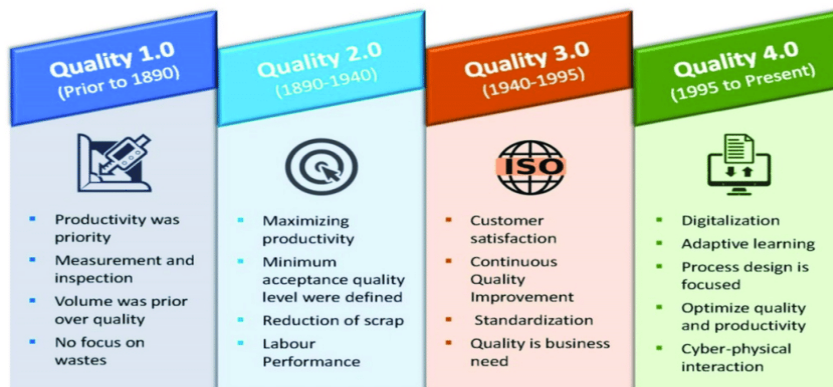 Quality 1.0
(Prior to 1890)
Productivity was
priority
Measurement and
inspection
Volume was prior
over quality
No focus on
wastes
Quality 2.0
(1890-1940)
Maximizing
productivity
Minimum
acceptance quality
level were defined
Reduction of scrap
Labour
Performance
Quality 3.0
(1940-1995)
ISO
Customer
satisfaction
Continuous
Quality
Improvement
Standardization
Quality is business
need
Quality 4.0
(1995 to Present)
Digitalization
Adaptive learning
Process design is
focused
Optimize quality
and productivity
Cyber-physical
interaction